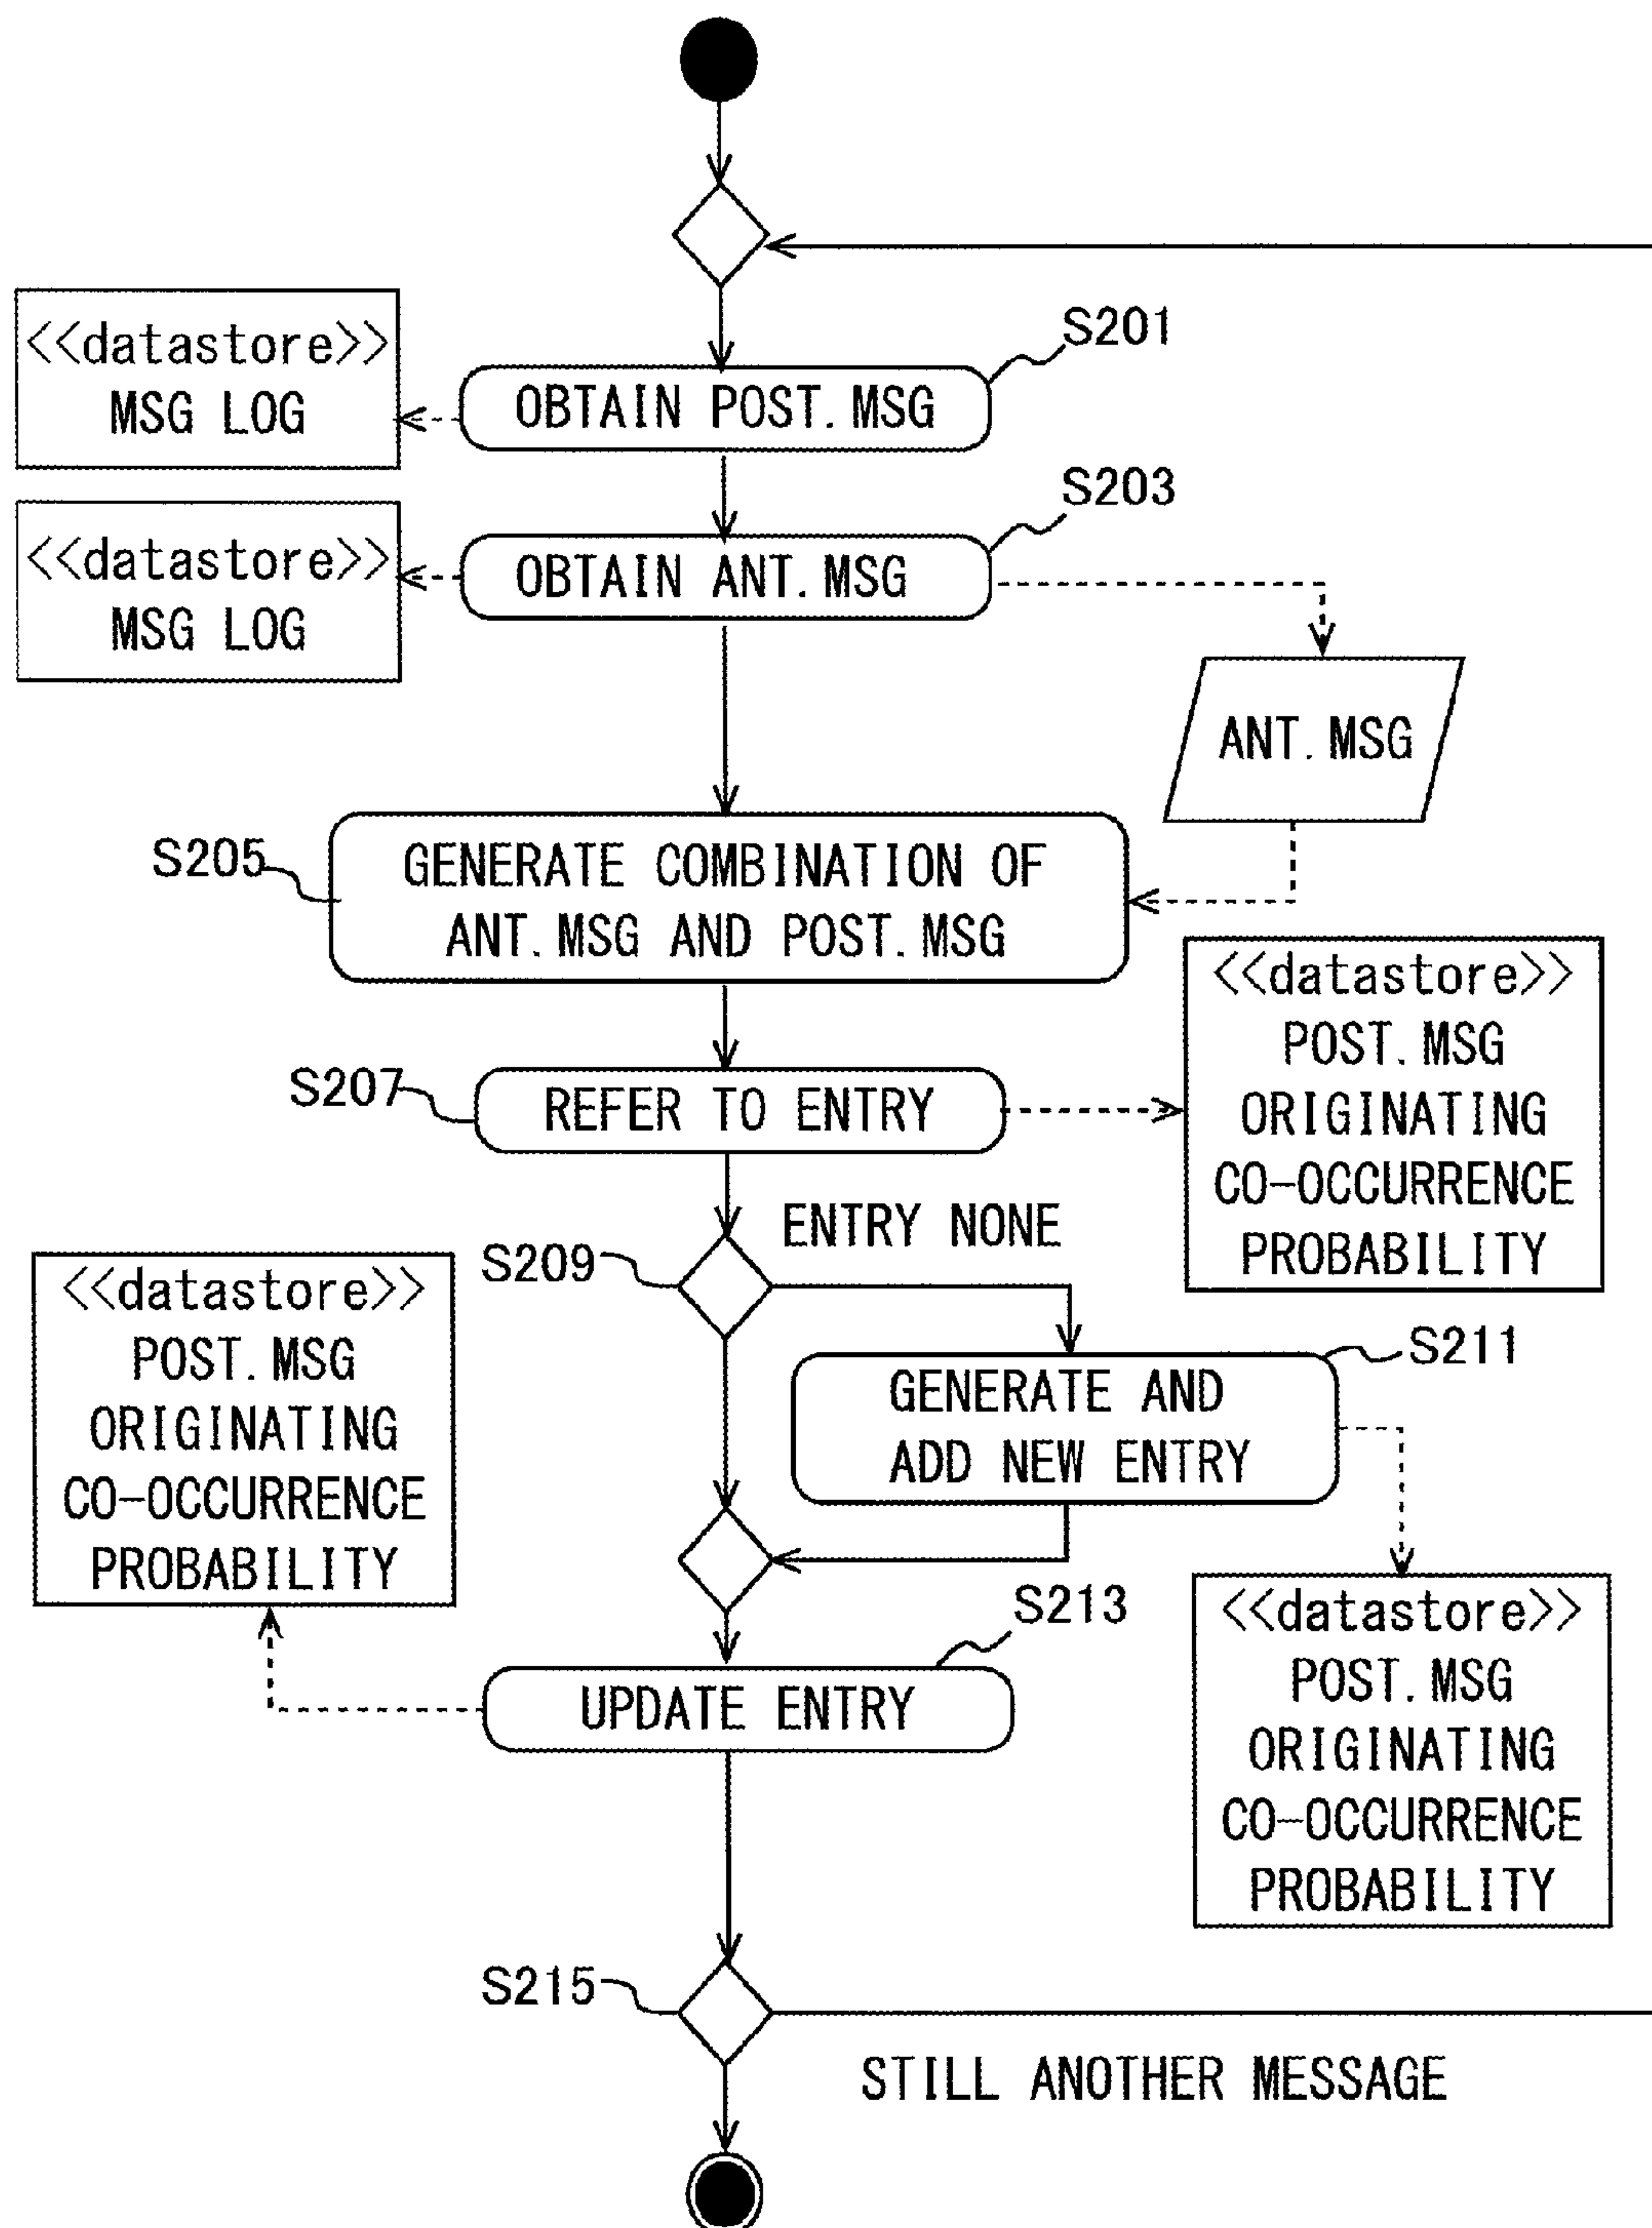 S201
<<datastore>>
MSG LOG
OBTAIN POST.MSG
S203
<<datastore>>
MSG LOG
OBTAIN ANT.MSG
ANT.MSG
S205
GENERATE COMBINATION OF
ANT.MSG AND POST.MSG
<<datastore>>
POST.MSG
ORIGINATING
CO-OCCURRENCE
PROBABILITY
S207
REFER TO ENTRY
ENTRY NONE
S209
<<datastore>>
POST.MSG
ORIGINATING
CO-OCCURRENCE
PROBABILITY
S211
GENERATE AND
ADD NEW ENTRY
S213
UPDATE ENTRY
<<datastore>>
POST.MSG
ORIGINATING
CO-OCCURRENCE
PROBABILITY
S215
STILL ANOTHER MESSAGE